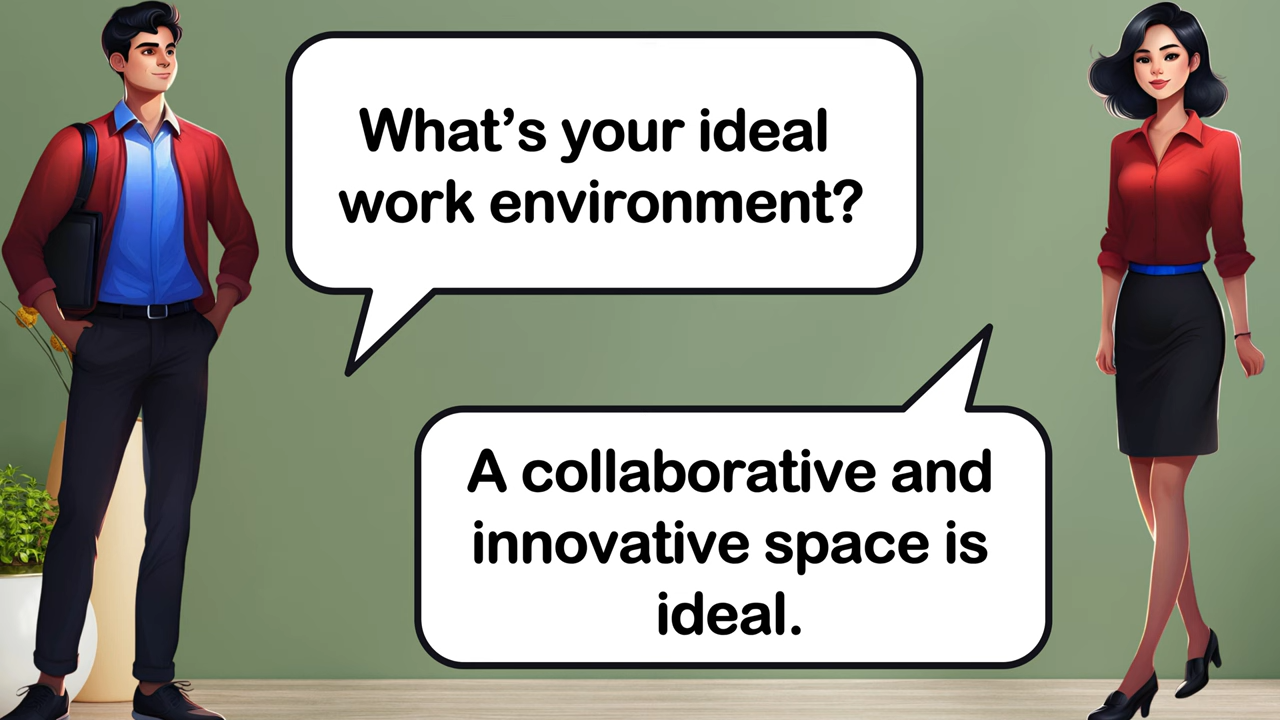 What’s your ideal
work environment?
A collaborative and
innovative space is
ideal.